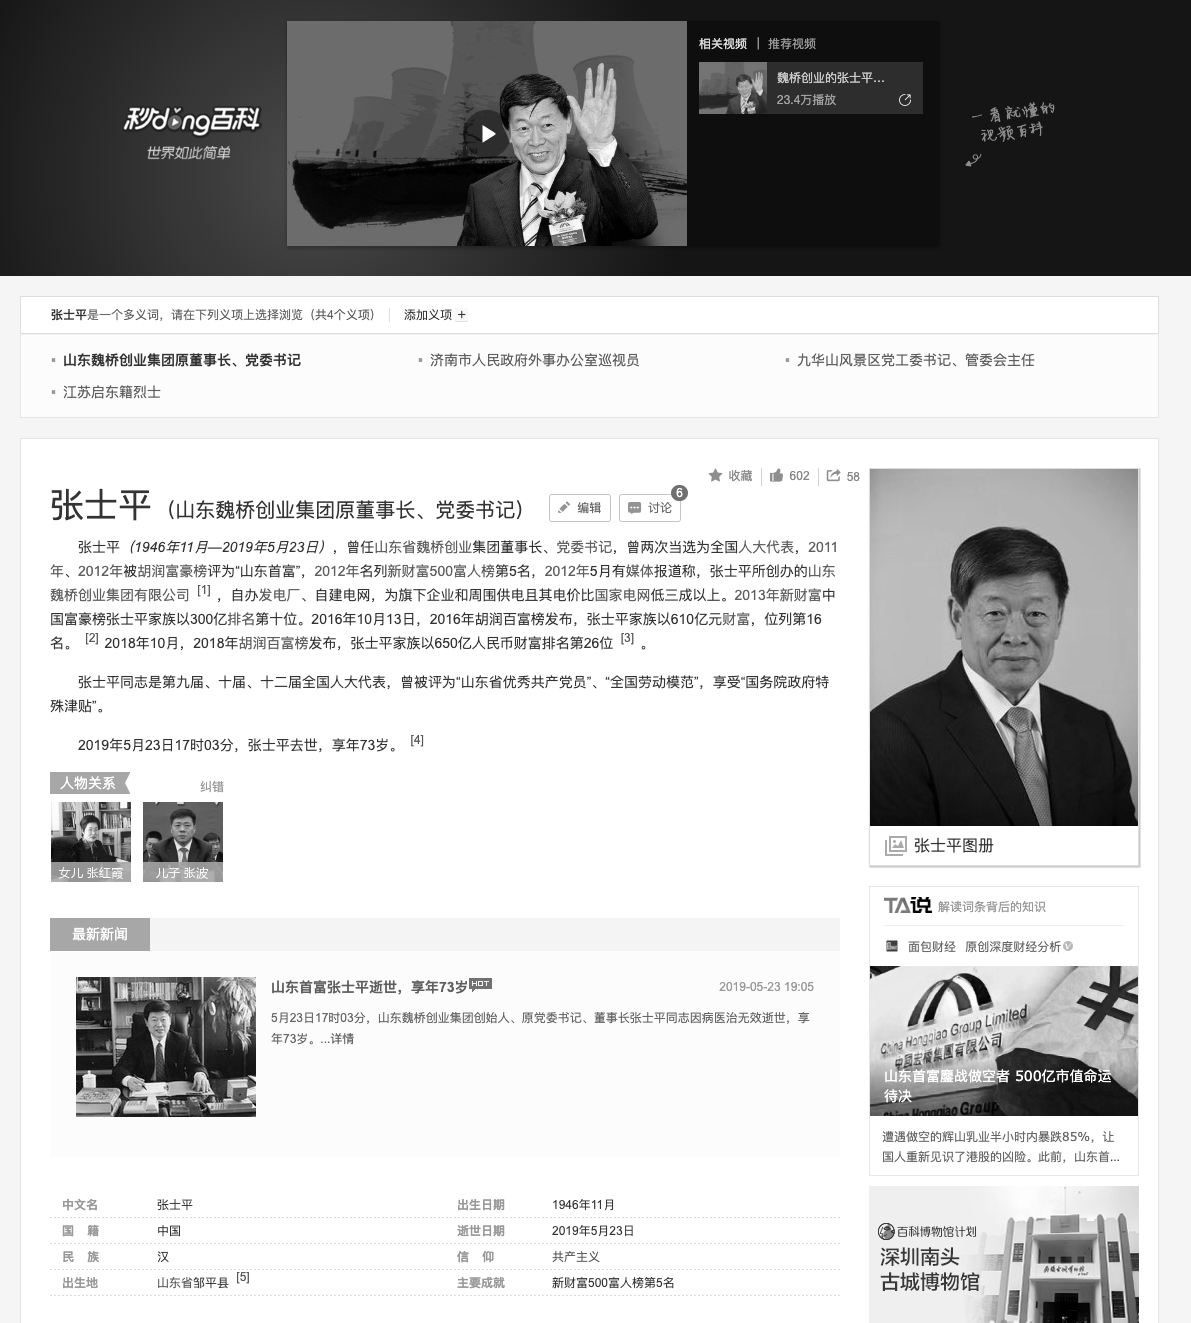 秒dong百科
世界如此简单
相关视频 | 推荐视频
魏桥创业的张士平...
23.4万播放
一看就懂的
视频百科
张士平是一个多义词，请在下列义项上选择浏览（共4个义项） 添加义项 +
▪ 山东魏桥创业集团原董事长、党委书记 ▪ 济南市人民政府外事办公室巡视员 ▪ 九华山风景区党工委书记、管委会主任
▪ 江苏启东籍烈士
收藏 602 58
张士平（山东魏桥创业集团原董事长、党委书记） 编辑 讨论 6
张士平（1946年11月—2019年5月23日），曾任山东省魏桥创业集团董事长、党委书记，曾两次当选为全国人大代表，2011
年、2012年被胡润富豪榜评为“山东首富”，2012年名列新财富500富人榜第5名，2012年5月有媒体报道称，张士平所创办的山东
魏桥创业集团有限公司 [1] ，自办发电厂、自建电网，为旗下企业和周围供电且其电价比国家电网低三成以上。2013年新财富中
国富豪榜张士平家族以300亿排名第十位。2016年10月13日，2016年胡润百富榜发布，张士平家族以610亿元财富，位列第16
名。 [2] 2018年10月，2018年胡润百富榜发布，张士平家族以650亿人民币财富排名第26位 [3] 。
张士平同志是第九届、十届、十二届全国人大代表，曾被评为“山东省优秀共产党员”、“全国劳动模范”，享受“国务院政府特
殊津贴”。
2019年5月23日17时03分，张士平去世，享年73岁。 [4]
人物关系 纠错
女儿 张红霞 儿子 张波
张士平图册
TA说 解读词条背后的知识
面包财经 原创深度财经分析
China Hongqiao Group Limited
中国宏橋集團有限公司
China Hongqiao Group
山东首富鏖战做空者 500亿市值命运
待决
遭遇做空的辉山乳业半小时内暴跌85%，让
国人重新见识了港股的凶险。此前，山东首...
最新新闻
山东首富张士平逝世，享年73岁 HOT 2019-05-23 19:05
5月23日17时03分，山东魏桥创业集团创始人、原党委书记、董事长张士平同志因病医治无效逝世，享
年73岁。...详情
中文名 张士平 出生日期 1946年11月
国 籍 中国 逝世日期 2019年5月23日
民 族 汉 信 仰 共产主义
出生地 山东省邹平县 [5] 主要成就 新财富500富人榜第5名
百科博物馆计划
深圳南头
古城博物馆